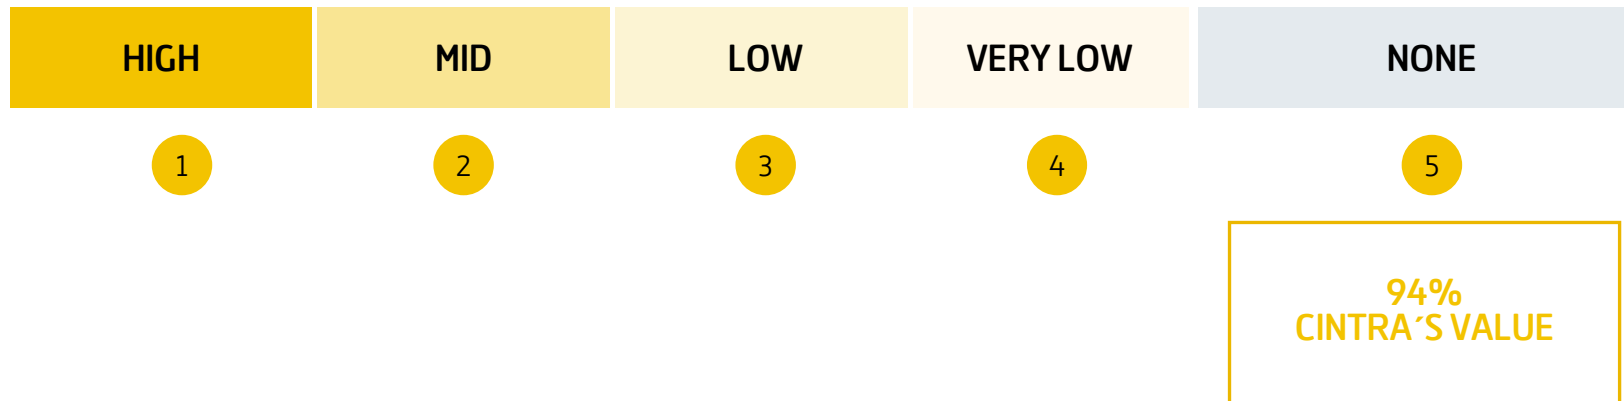 HIGH MID LOW VERY LOW NONE
1 2 3 4 5
94%
CINTRA´S VALUE